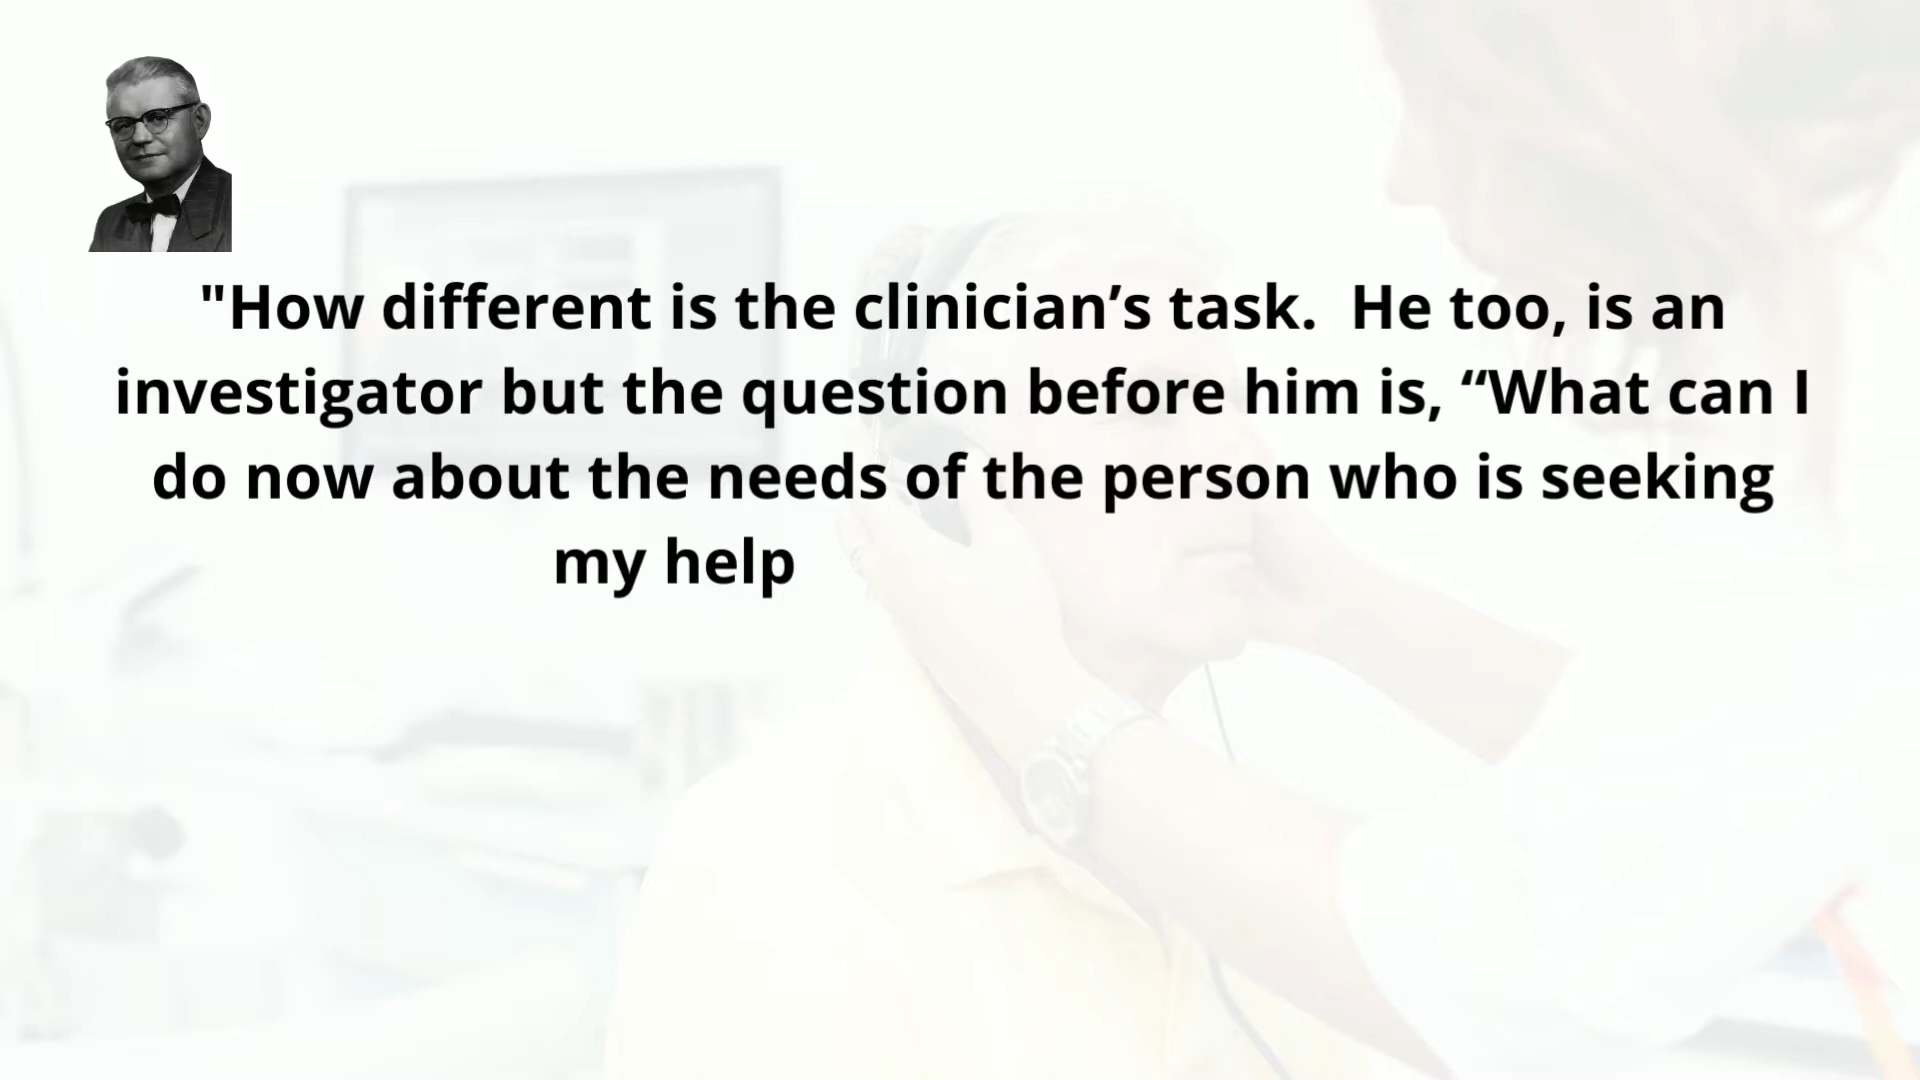 "How different is the clinician’s task.  He too, is an
investigator but the question before him is, “What can I
do now about the needs of the person who is seeking
my help